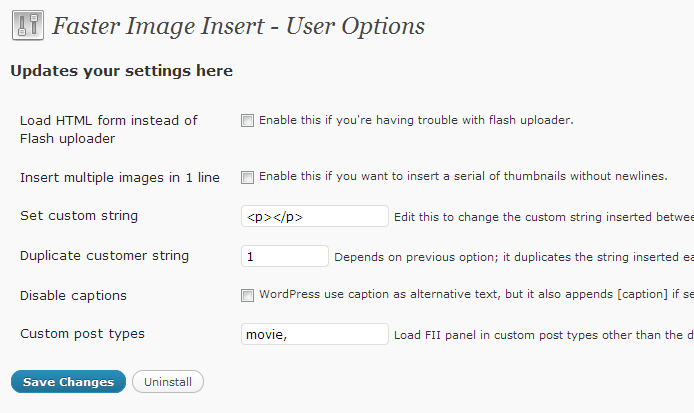 Faster Image Insert - User Options
Updates your settings here
Load HTML form instead of Flash uploader
Enable this if you're having trouble with flash uploader.
Insert multiple images in 1 line
Enable this if you want to insert a serial of thumbnails without newlines.
Set custom string
<p></p>
Edit this to change the custom string inserted betwee
Duplicate customer string
1
Depends on previous option; it duplicates the string inserted ea
Disable captions
WordPress use caption as alternative text, but it also appends [caption] if se
Custom post types
movie,
Load FII panel in custom post types other than the d
Save Changes
Uninstall